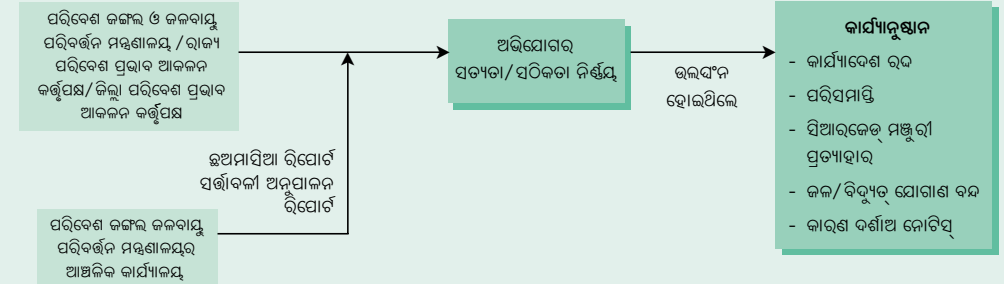 ପରିବେଶ ଜଙ୍ଗଲ ଓ ଜଳବାୟୁ
ପରିବର୍ତ୍ତନ ମନ୍ତ୍ରଣାଳୟ /ରାଜ୍ୟ
ପରିବେଶ ପ୍ରଭାବ ଆକଳନ
କର୍ତ୍ତୃପକ୍ଷ/ଜିଲ୍ଲା ପରିବେଶ ପ୍ରଭାବ
ଆକଳନ କର୍ତ୍ତୃପକ୍ଷ
ଛଅମାସିଆ ରିପୋର୍ଟ
ସର୍ତ୍ତାବଳୀ ଅନୁପାଳନ
ରିପୋର୍ଟ
ପରିବେଶ ଜଙ୍ଗଲ ଜଳବାୟୁ
ପରିବର୍ତ୍ତନ ମନ୍ତ୍ରଣାଳୟର
ଆଞ୍ଚଳିକ କାର୍ଯ୍ୟାଳୟ
ଅଭିଯୋଗର
ସତ୍ୟତା/ସଠିକତା ନିର୍ଣ୍ଣୟ
ଉଲଘଂନ
ହୋଇଥିଲେ
କାର୍ଯ୍ୟାନୁଷ୍ଠାନ
- କାର୍ଯ୍ୟାଦେଶ ରଦ୍ଦ
- ପରିସମାପ୍ତି
- ସିଆରଜେଡ୍ ମଞ୍ଜୁରୀ
ପ୍ରତ୍ୟାହାର
- ଜଳ/ବିଦ୍ୟୁତ୍ ଯୋଗାଣ ବନ୍ଦ
- କାରଣ ଦର୍ଶାଅ ନୋଟିସ୍